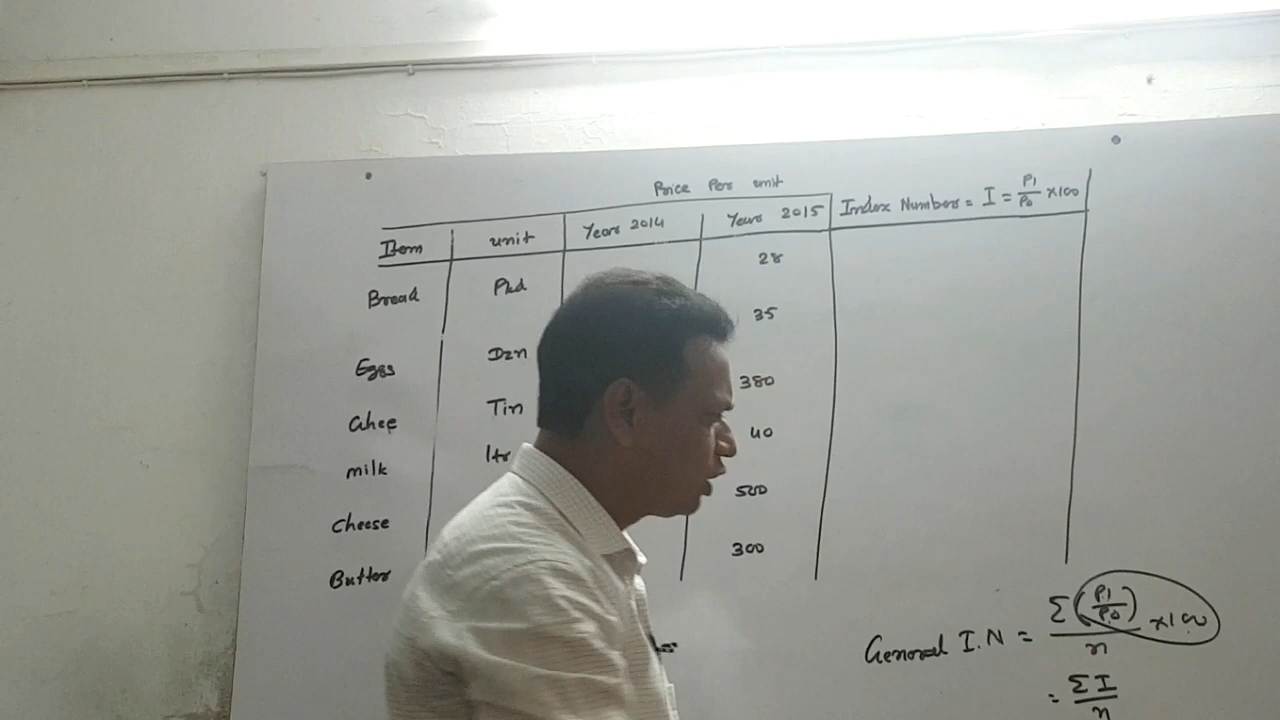 Price Per unit
Item unit Year 2014 Year 2015 Index Number = I = P1/P0 ×100
28
Bread Pkd
35
Eggs Dzn
380
Ghee Tin
40
milk ltr
500
Cheese
300
Butter
General I.N = Σ(P1/P0)/n ×100
= ΣI/n